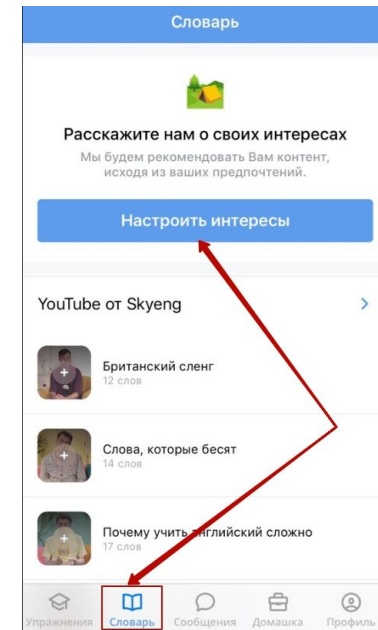 Словарь
Расскажите нам о своих интересах
Мы будем рекомендовать Вам контент,
исходя из ваших предпочтений.
Настроить интересы
YouTube от Skyeng
Британский сленг
12 слов
Слова, которые бесят
14 слов
Почему учить английский сложно
17 слов
Упражнения Словарь Сообщения Домашка Профиль